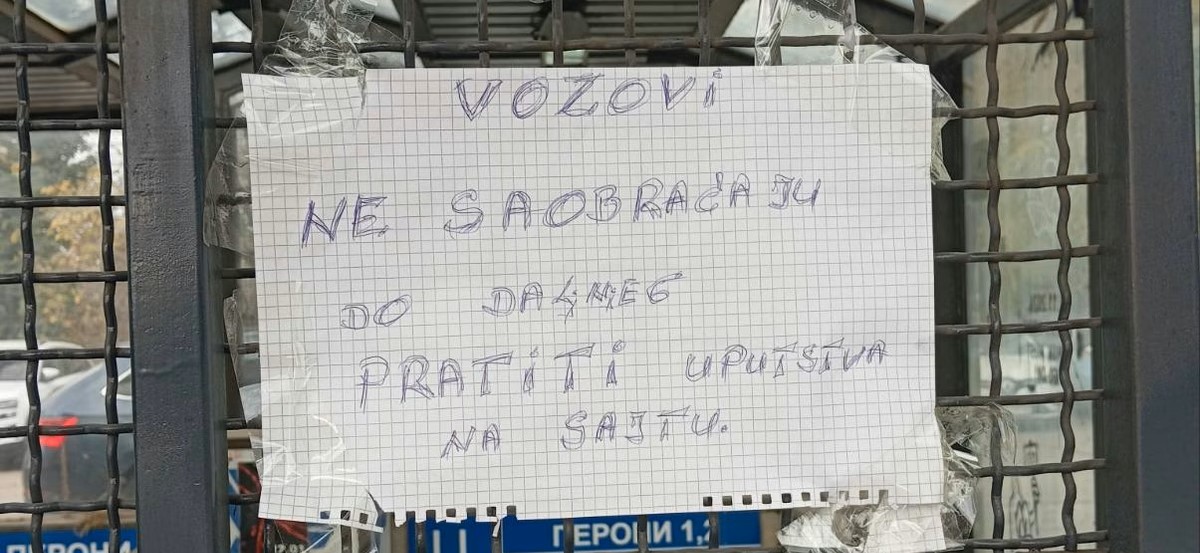 VOZOVi
NE SAOBRAĆAJU
DO DALJNJEG
PRATiTi UPUTSTVA
NA SAJTU.
ПЕРОНИ 1,2